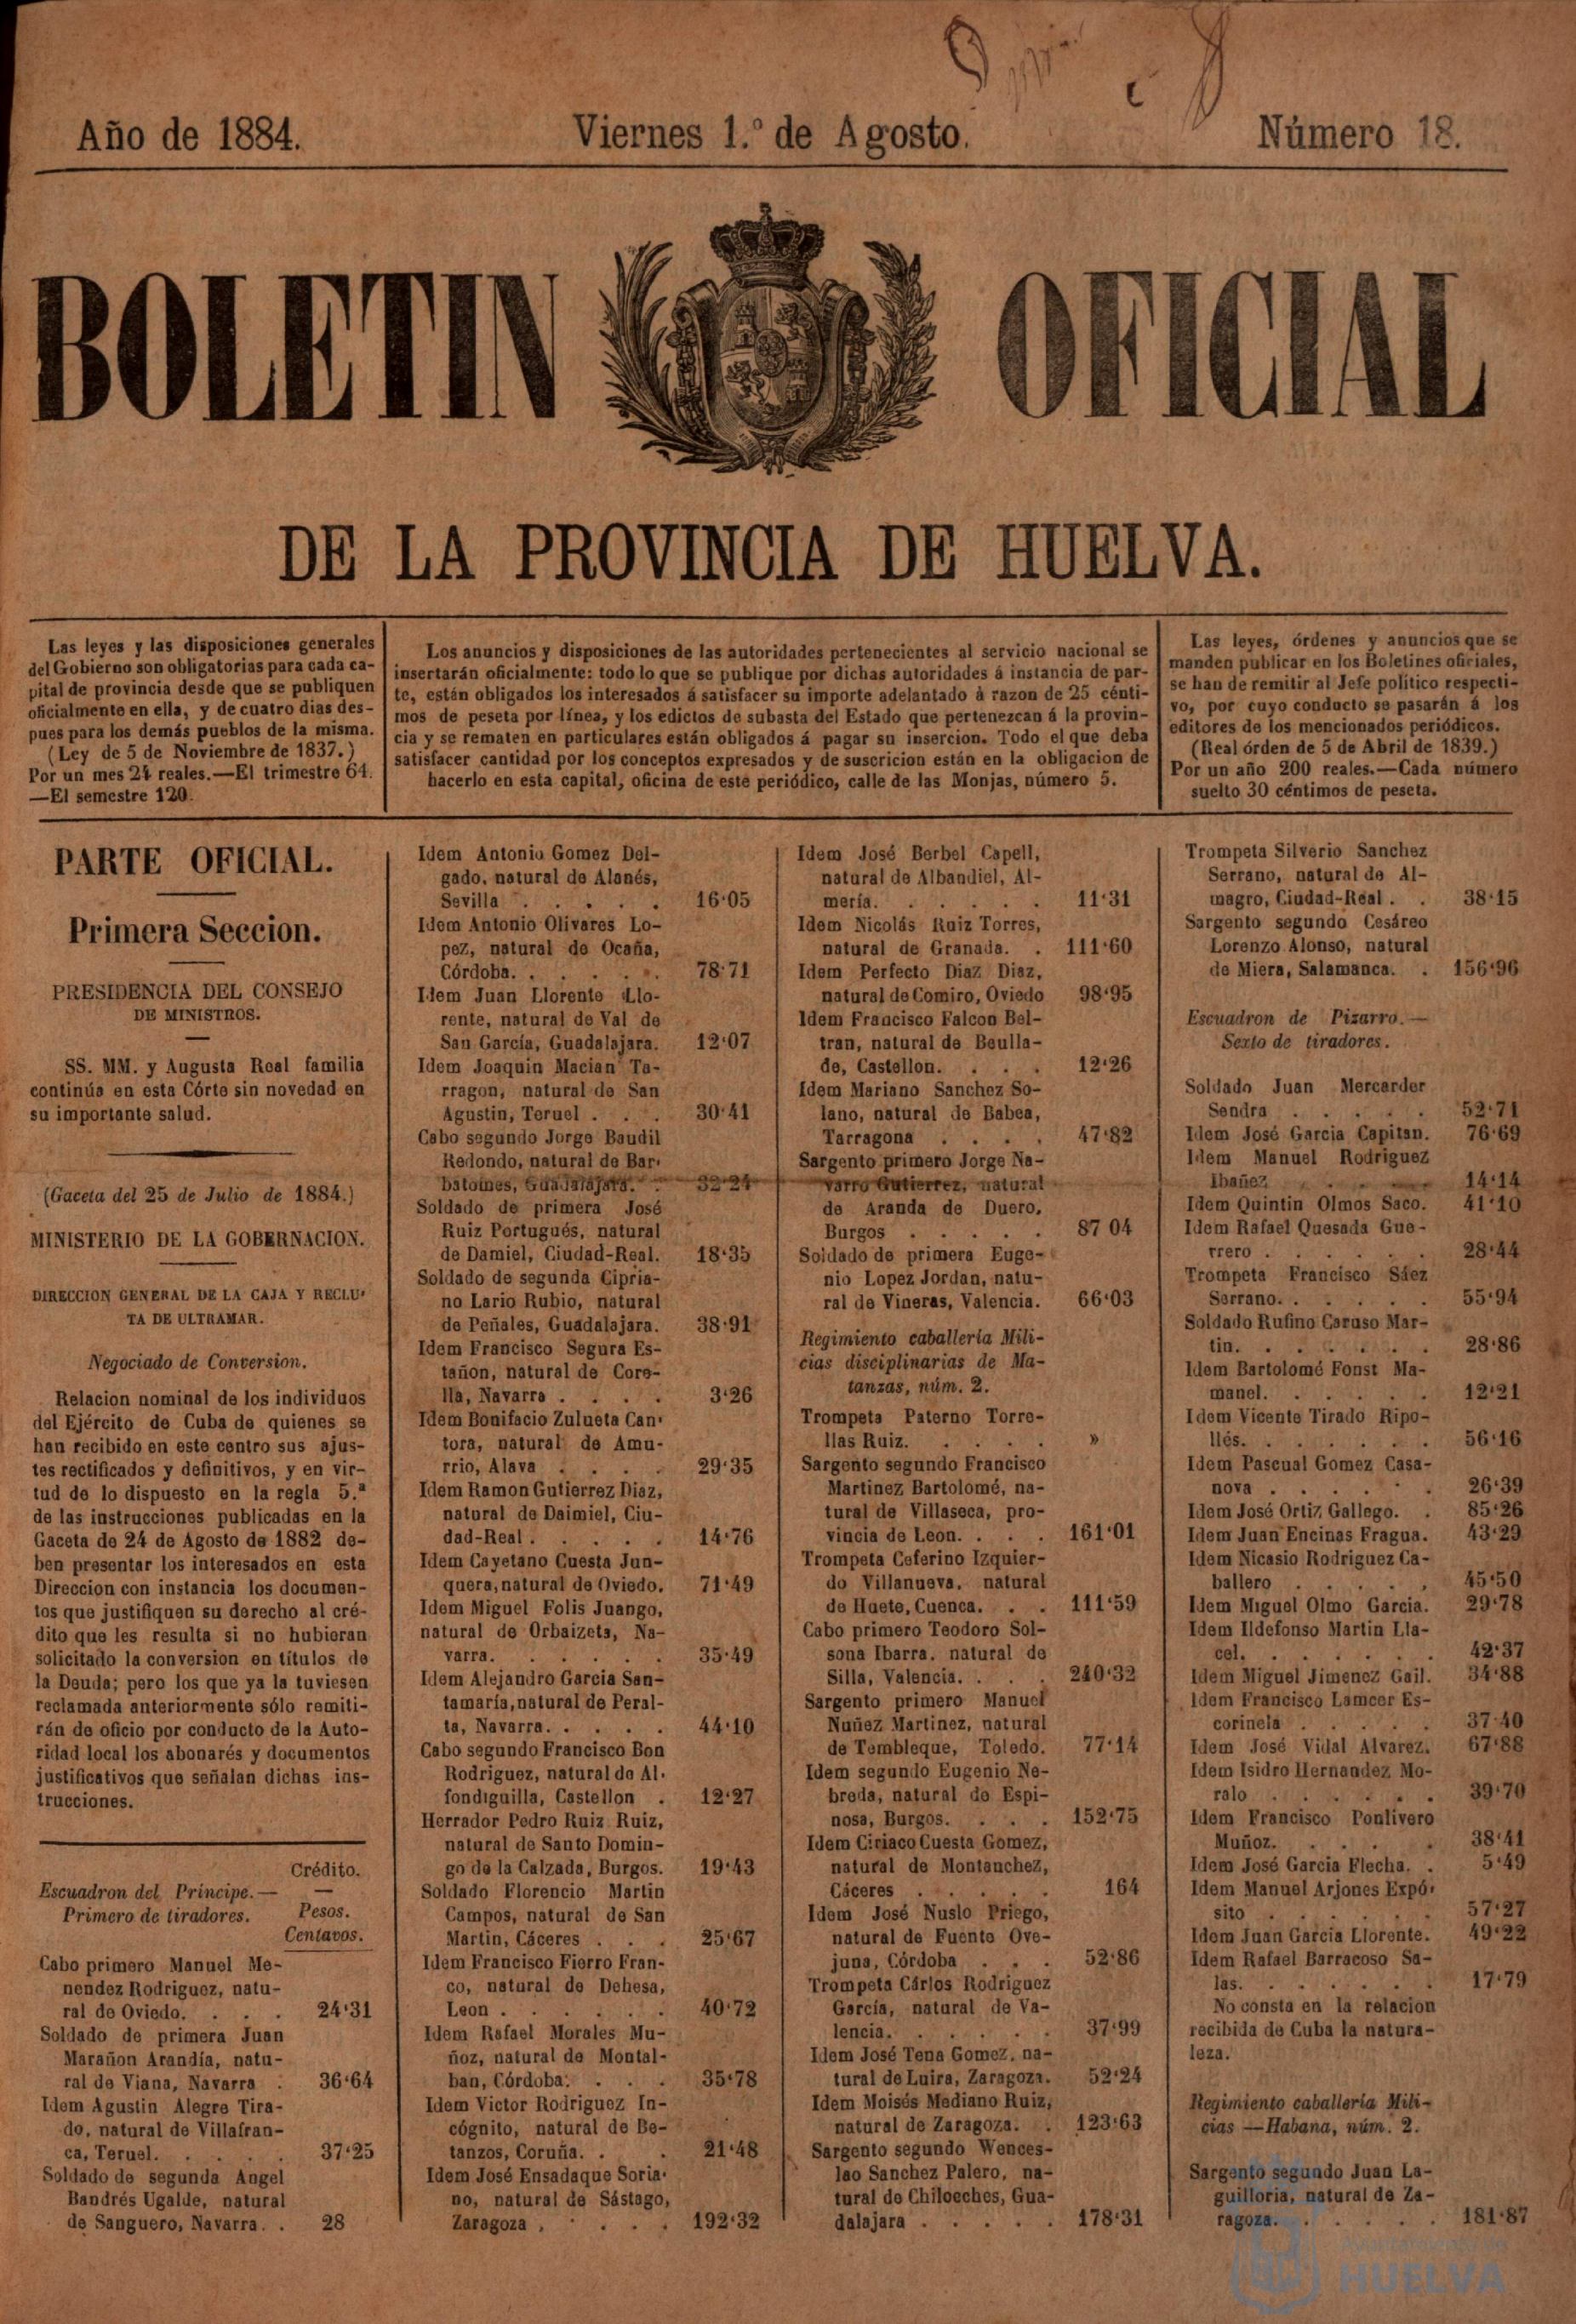 Año de 1884.
Viernes 1.º de Agosto.
Número 18.
BOLETIN OFICIAL
DE LA PROVINCIA DE HUELVA.
Las leyes y las disposiciones generales
del Gobierno son obligatorias para cada ca-
pital de provincia desde que se publiquen
oficialmente en ella, y de cuatro dias des-
pues para los demás pueblos de la misma.
(Ley de 5 de Noviembre de 1837.)
Por un mes 24 reales.—El trimestre 64.
—El semestre 120.
Los anuncios y disposiciones de las autoridades pertenecientes al servicio nacional se
insertarán oficialmente: todo lo que se publique por dichas autoridades á instancia de par-
te, están obligados los interesados á satisfacer su importe adelantado á razon de 25 cénti-
mos de peseta por línea, y los edictos de subasta del Estado que pertenezcan á la provin-
cia y se rematen en particulares están obligados á pagar su insercion. Todo el que deba
satisfacer cantidad por los conceptos expresados y de suscricion están en la obligacion de
hacerlo en esta capital, oficina de este periódico, calle de las Monjas, número 5.
Las leyes, órdenes y anuncios que se
manden publicar en los Boletines oficiales,
se han de remitir al Jefe político respecti-
vo, por cuyo conducto se pasarán á los
editores de los mencionados periódicos.
(Real órden de 5 de Abril de 1839.)
Por un año 200 reales.—Cada número
suelto 30 céntimos de peseta.
PARTE OFICIAL.
Primera Seccion.
PRESIDENCIA DEL CONSEJO
DE MINISTROS.
SS. MM. y Augusta Real familia
continúa en esta Córte sin novedad en
su importante salud.
(Gaceta del 25 de Julio de 1884.)
MINISTERIO DE LA GOBERNACION.
DIRECCION GENERAL DE LA CAJA Y RECLU-
TA DE ULTRAMAR.
Negociado de Conversion.
Relacion nominal de los individuos
del Ejército de Cuba de quienes se
han recibido en este centro sus ajus-
tes rectificados y definitivos, y en vir-
tud de lo dispuesto en la regla 5.ª
de las instrucciones publicadas en la
Gaceta de 24 de Agosto de 1882 de-
ben presentar los interesados en esta
Direccion con instancia los documen-
tos que justifiquen su derecho al cré-
dito que les resulta si no hubieran
solicitado la conversion en títulos de
la Deuda; pero los que ya la tuviesen
reclamada anteriormente sólo remiti-
rán de oficio por conducto de la Auto-
ridad local los abonarés y documentos
justificativos que señalan dichas ins-
trucciones.
Crédito.
—
Escuadron del Príncipe.—
Primero de tiradores.
Pesos.
Centavos.
Cabo primero Manuel Me-
nendez Rodriguez, natu-
ral de Oviedo. . . . 24'31
Soldado de primera Juan
Marañon Arandía, natu-
ral de Viana, Navarra . 36'64
Idem Agustin Alegre Tira-
do, natural de Villafran-
ca, Teruel. . . . . 37'25
Soldado de segunda Angel
Bandrés Ugalde, natural
de Sanguero, Navarra. . 28
Idem Antonio Gomez Del-
gado, natural de Alanés,
Sevilla . . . . . 16'05
Idem Antonio Olivares Lo-
pez, natural de Ocaña,
Córdoba. . . . . . 78'71
Idem Juan Llorente Llo-
rente, natural de Val de
San García, Guadalajara. 12'07
Idem Joaquin Macian Ta-
rragon, natural de San
Agustin, Teruel . . . 30'41
Cabo segundo Jorge Baudil
Redondo, natural de Bar-
batoines, Guadalajara. . 32'24
Soldado de primera José
Ruiz Portugués, natural
de Damiel, Ciudad-Real. 18'35
Soldado de segunda Cipria-
no Lario Rubio, natural
de Peñales, Guadalajara. 38'91
Idem Francisco Segura Es-
tañon, natural de Core-
lla, Navarra . . . . 3'26
Idem Bonifacio Zulueta Can-
tora, natural de Amu-
rrio, Alava . . . . 29'35
Idem Ramon Gutierrez Diaz,
natural de Daimiel, Ciu-
dad-Real . . . . . 14'76
Idem Cayetano Cuesta Jun-
quera, natural de Oviedo. 71'49
Idem Miguel Folis Juango,
natural de Orbaizeta, Na-
varra. . . . . . 35'49
Idem Alejandro Garcia San-
tamaría, natural de Peral-
ta, Navarra. . . . . 44'10
Cabo segundo Francisco Bon
Rodriguez, natural de Al-
fondiguilla, Castellon . 12'27
Herrador Pedro Ruiz Ruiz,
natural de Santo Domin-
go de la Calzada, Burgos. 19'43
Soldado Florencio Martin
Campos, natural de San
Martin, Cáceres . . . 25'67
Idem Francisco Fierro Fran-
co, natural de Dehesa,
Leon . . . . . . 40'72
Idem Rafael Morales Mu-
ñoz, natural de Montal-
ban, Córdoba. . . . 35'78
Idem Victor Rodriguez In-
cógnito, natural de Be-
tanzos, Coruña. . . 21'48
Idem José Ensadaque Soria-
no, natural de Sástago,
Zaragoza . . . . . 192'32
Idem José Berbel Capell,
natural de Albandiel, Al-
mería. . . . . . 11'31
Idem Nicolás Ruiz Torres,
natural de Granada. . 111'60
Idem Perfecto Diaz Diaz,
natural de Comiro, Oviedo 98'95
Idem Francisco Falcon Bel-
tran, natural de Beulla-
de, Castellon. . . . 12'26
Idem Mariano Sanchez So-
lano, natural de Babea,
Tarragona . . . . 47'82
Sargento primero Jorge Na-
varro Gutierrez, natural
de Aranda de Duero,
Burgos . . . . . 87 04
Soldado de primera Euge-
nio Lopez Jordan, natu-
ral de Vineras, Valencia. 66'03
Regimiento caballería Mili-
cias disciplinarias de Ma-
tanzas, núm. 2.
Trompeta Paterno Torre-
llas Ruiz. . . . . »
Sargento segundo Francisco
Martinez Bartolomé, na-
tural de Villaseca, pro-
vincia de Leon. . . . 161'01
Trompeta Ceferino Izquier-
do Villanueva, natural
de Huete, Cuenca. . . 111'59
Cabo primero Teodoro Sol-
sona Ibarra, natural de
Silla, Valencia. . . . 240'32
Sargento primero Manuel
Nuñez Martinez, natural
de Tembleque, Toledo. 77'14
Idem segundo Eugenio Ne-
breda, natural de Espi-
nosa, Burgos. . . . 152'75
Idem Ciriaco Cuesta Gomez,
natural de Montanchez,
Cáceres . . . . . 164
Idem José Nuslo Priego,
natural de Fuente Ove-
juna, Córdoba . . . 52'86
Trompeta Cárlos Rodriguez
García, natural de Va-
lencia. . . . . . 37'99
Idem José Tena Gomez, na-
tural de Luira, Zaragoza. 52'24
Idem Moisés Mediano Ruiz,
natural de Zaragoza. . 123'63
Sargento segundo Wences-
lao Sanchez Palero, na-
tural de Chiloeches, Gua-
dalajara . . . . . 178'31
Trompeta Silverio Sanchez
Serrano, natural de Al-
magro, Ciudad-Real . . 38'15
Sargento segundo Cesáreo
Lorenzo Alonso, natural
de Miera, Salamanca. . 156'96
Escuadron de Pizarro.—
Sexto de tiradores.
Soldado Juan Mercarder
Sendra . . . . . 52'71
Idem José Garcia Capitan. 76'69
Idem Manuel Rodriguez
Ibañez . . . . 14'14
Idem Quintin Olmos Saco. 41'10
Idem Rafael Quesada Gue-
rrero . . . . . . 28'44
Trompeta Francisco Sáez
Serrano. . . . . . 55'94
Soldado Rufino Caruso Mar-
tin. . . . . . . 28'86
Idem Bartolomé Fonst Ma-
manel. . . . . . 12'21
Idem Vicente Tirado Ripo-
llés. . . . . . . 56'16
Idem Pascual Gomez Casa-
nova . . . . . . 26'39
Idem José Ortiz Gallego. . 85'26
Idem Juan Encinas Fragua. 43'29
Idem Nicasio Rodriguez Ca-
ballero . . . . . 45'50
Idem Miguel Olmo Garcia. 29'78
Idem Ildefonso Martin Lla-
cel. . . . . . . 42'37
Idem Miguel Jimenez Gail. 34'88
Idem Francisco Lamcer Es-
corinela . . . . . 37'40
Idem José Vidal Alvarez. 67'88
Idem Isidro Hernandez Mo-
ralo . . . . . . 39'70
Idem Francisco Ponlivero
Muñoz. . . . . . 38'41
Idem José Garcia Flecha. . 5'49
Idem Manuel Arjones Expó-
sito . . . . . . 57'27
Idem Juan Garcia Llorente. 49'22
Idem Rafael Barracoso Sa-
las. . . . . . . 17'79
No consta en la relacion
recibida de Cuba la natura-
leza.
Regimiento caballería Mili-
cias —Habana, núm. 2.
Sargento segundo Juan La-
guilloria, natural de Za-
ragoza. . . . . . 181'87
HUELVA